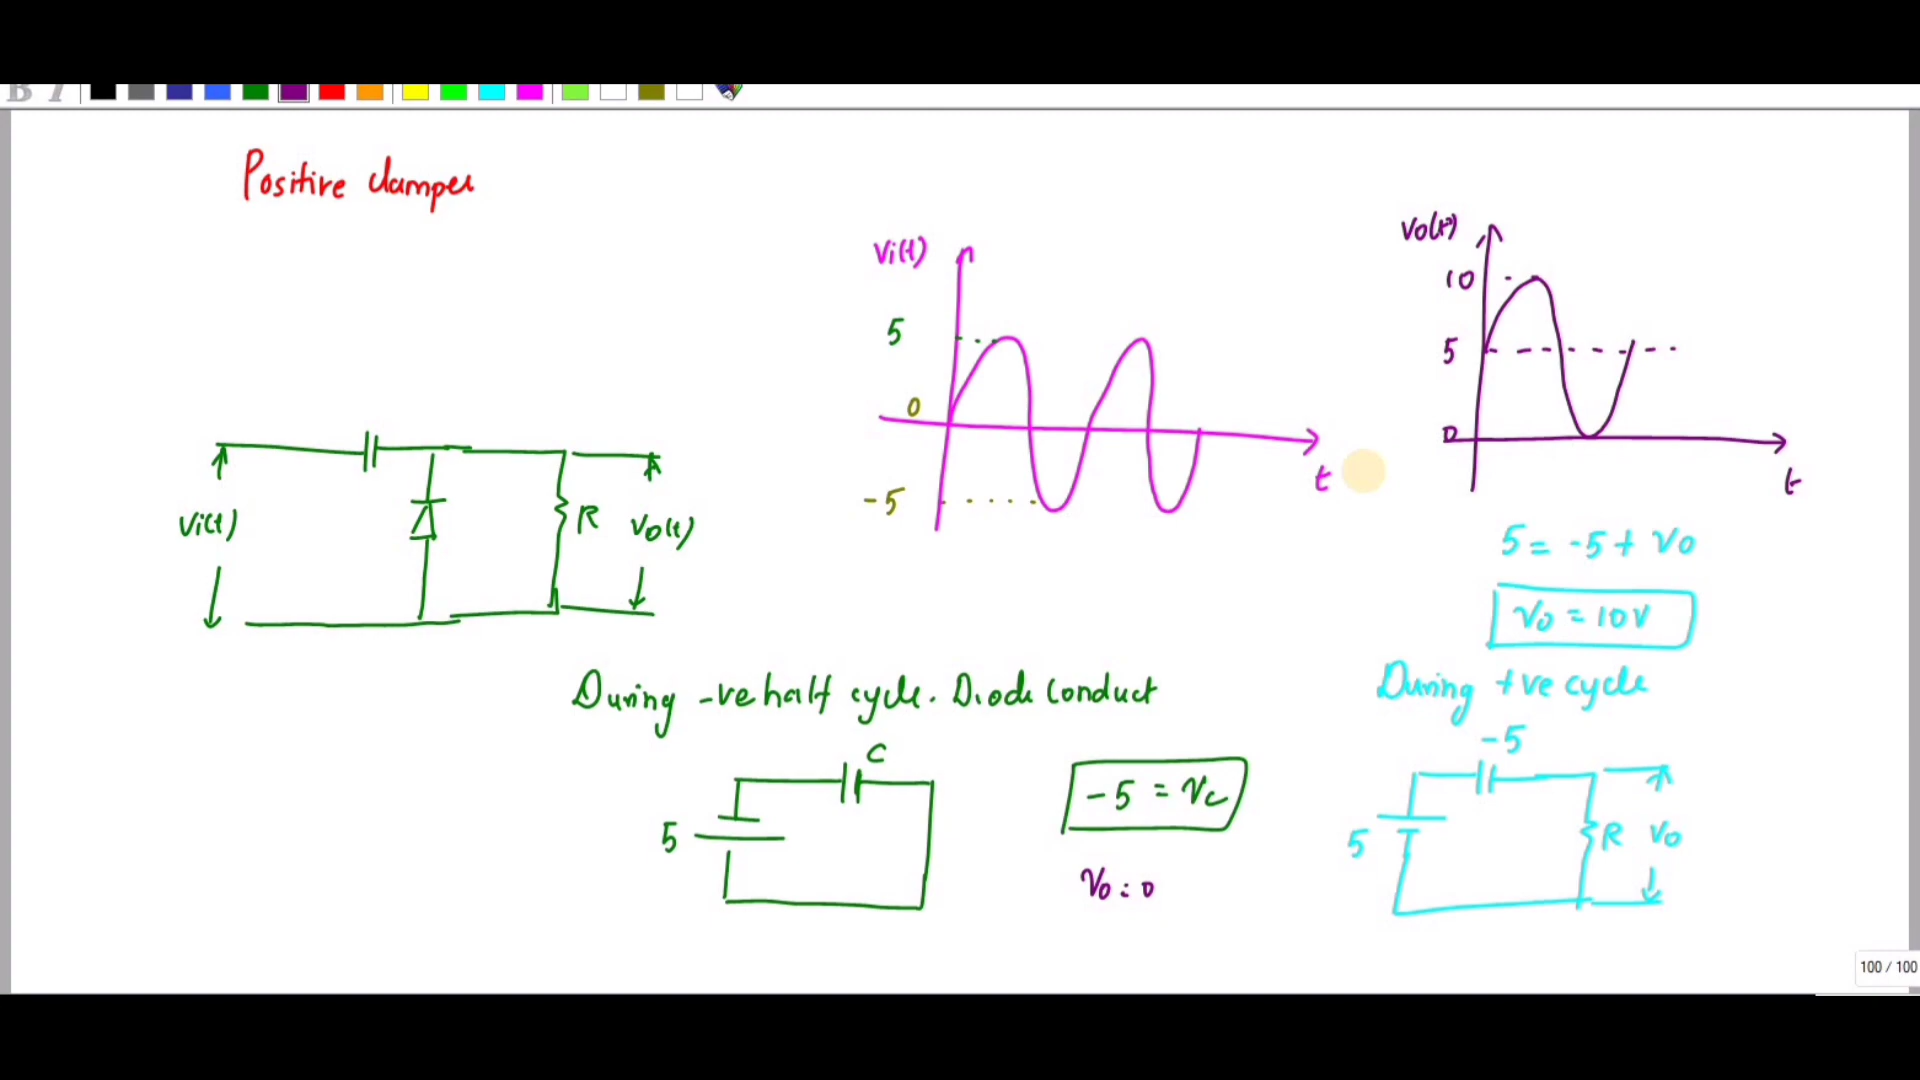 B I
Positive clamper
Vi(t)
5
0
-5
t
Vo(t)
10
5
0
t
Vi(t)
R
Vo(t)
5 = -5 + Vo
Vo = 10V
During -ve half cycle. Diode Conduct
C
5
-5 = Vc
Vo = 0
During +ve cycle
-5
5
R
Vo
100 / 100